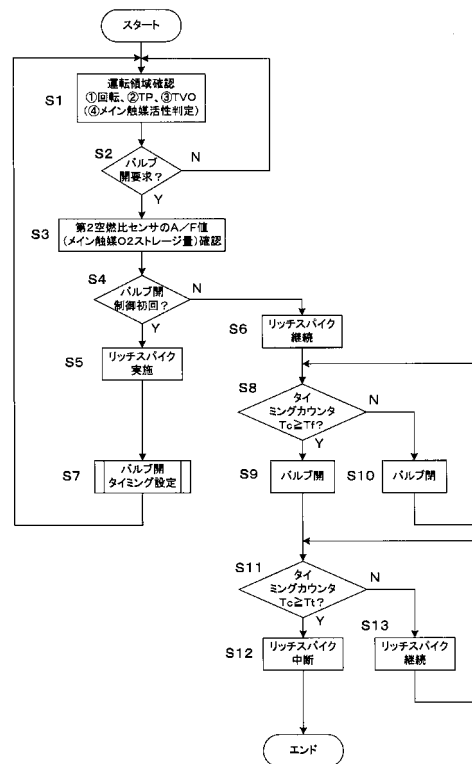 スタート
S1
運転領域確認
①回転、②TP、③TVO
(④メイン触媒活性判定)
S2
バルブ
開要求?
N
Y
S3
第2空燃比センサのA/F値
(メイン触媒O2ストレージ量)確認
S4
バルブ開
制御初回?
N
Y
S5
リッチスパイク
実施
S6
リッチスパイク
継続
S7
バルブ開
タイミング設定
S8
タイ
ミングカウンタ
Tc≧Tf?
N
Y
S9
バルブ開
S10
バルブ閉
S11
タイ
ミングカウンタ
Tc≧Tt?
N
Y
S12
リッチスパイク
中断
S13
リッチスパイク
継続
エンド